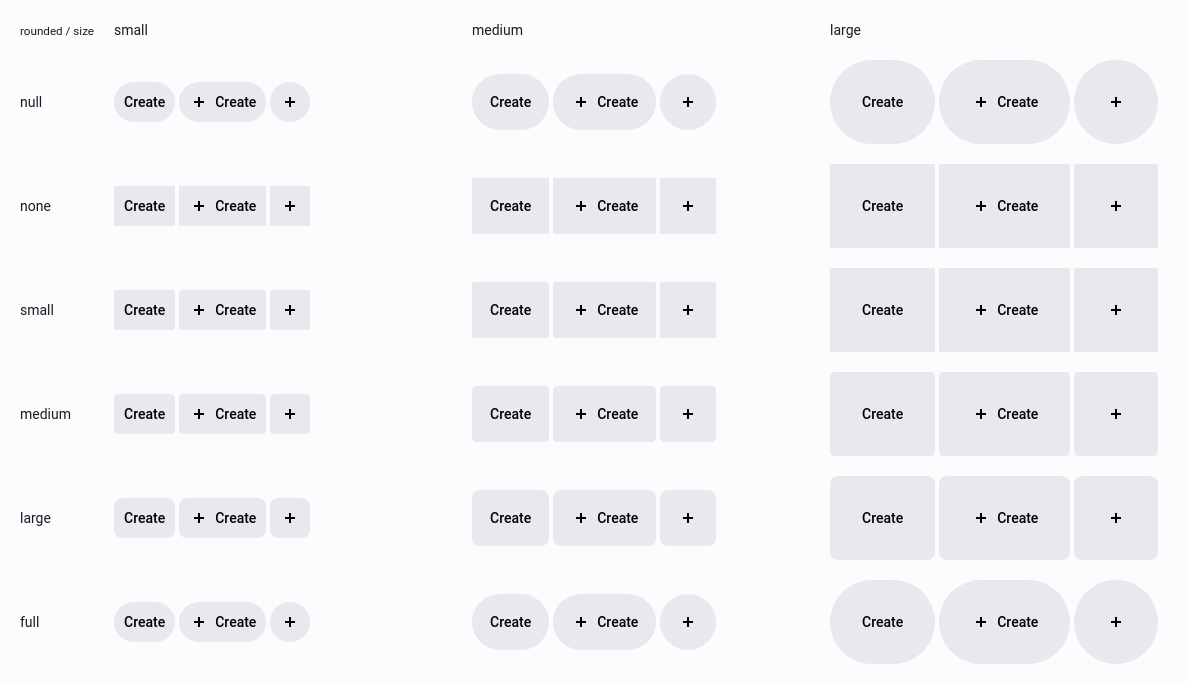 rounded / size small medium large
null Create + Create + Create + Create + Create + Create +
none Create + Create + Create + Create + Create + Create +
small Create + Create + Create + Create + Create + Create +
medium Create + Create + Create + Create + Create + Create +
large Create + Create + Create + Create + Create + Create +
full Create + Create + Create + Create + Create + Create +